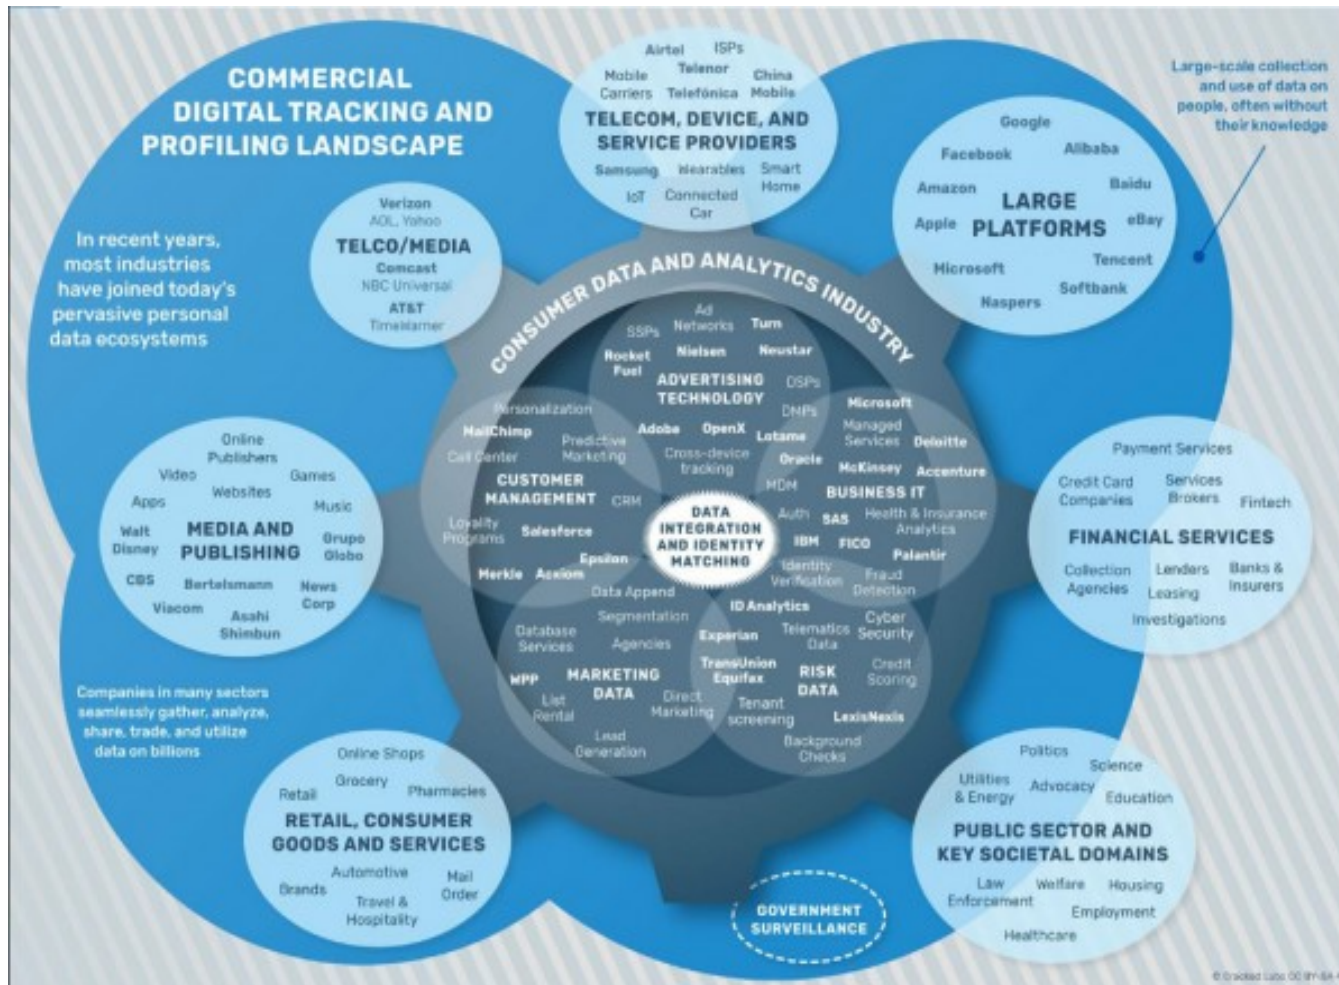 COMMERCIAL
DIGITAL TRACKING AND
PROFILING LANDSCAPE
In recent years,
most industries
have joined today's
pervasive personal
data ecosystems
Large-scale collection
and use of data on
people, often without
their knowledge
Airtel
ISPs
Telenor
Mobile
Carriers
Telefónica
China
Mobile
TELECOM, DEVICE, AND
SERVICE PROVIDERS
Samsung
Wearables
Smart
Home
IoT
Connected
Car
Google
Facebook
Alibaba
Amazon
Baidu
LARGE
PLATFORMS
Apple
eBay
Microsoft
Tencent
Naspers
Softbank
Verizon
AOL, Yahoo
TELCO/MEDIA
Comcast
NBC Universal
AT&T
TimeWarner
CONSUMER DATA AND ANALYTICS INDUSTRY
Ad
Networks
SSPs
Turn
Rocket
Fuel
Nielsen
Neustar
ADVERTISING
TECHNOLOGY
DSPs
DMPs
Adobe
OpenX
Lotame
Cross-device
tracking
Personalization
MailChimp
Predictive
Marketing
Call Center
CUSTOMER
MANAGEMENT
CRM
Loyality
Programs
Salesforce
Epsilon
Merkle
Acxiom
Microsoft
Managed
Services
Deloitte
Oracle
McKinsey
Accenture
MDM
BUSINESS IT
Auth
SAS
Health & Insurance
Analytics
IBM
FICO
Palantir
Identity
Verification
Fraud
Detection
DATA
INTEGRATION
AND IDENTITY
MATCHING
Data Append
Segmentation
Database
Services
Agencies
WPP
MARKETING
DATA
List
Rental
Direct
Marketing
Lead
Generation
ID Analytics
Experian
Telematics
Data
Cyber
Security
TransUnion
Equifax
RISK
DATA
Credit
Scoring
Tenant
screening
LexisNexis
Background
Checks
Online
Publishers
Video
Games
Websites
Apps
Music
MEDIA AND
PUBLISHING
Walt
Disney
Grupo
Globo
CBS
Bertelsmann
News
Corp
Viacom
Asahi
Shimbun
Payment Services
Credit Card
Companies
Services
Brokers
Fintech
FINANCIAL SERVICES
Collection
Agencies
Lenders
Banks &
Insurers
Leasing
Investigations
Companies in many sectors
seamlessly gather, analyze,
share, trade, and utilize
data on billions
Online Shops
Grocery
Retail
Pharmacies
RETAIL, CONSUMER
GOODS AND SERVICES
Automotive
Brands
Mail
Order
Travel &
Hospitality
Politics
Science
Utilities
& Energy
Advocacy
Education
PUBLIC SECTOR AND
KEY SOCIETAL DOMAINS
Law
Enforcement
Welfare
Housing
Employment
Healthcare
GOVERNMENT
SURVEILLANCE
© Cracked Labs CC BY-SA 4